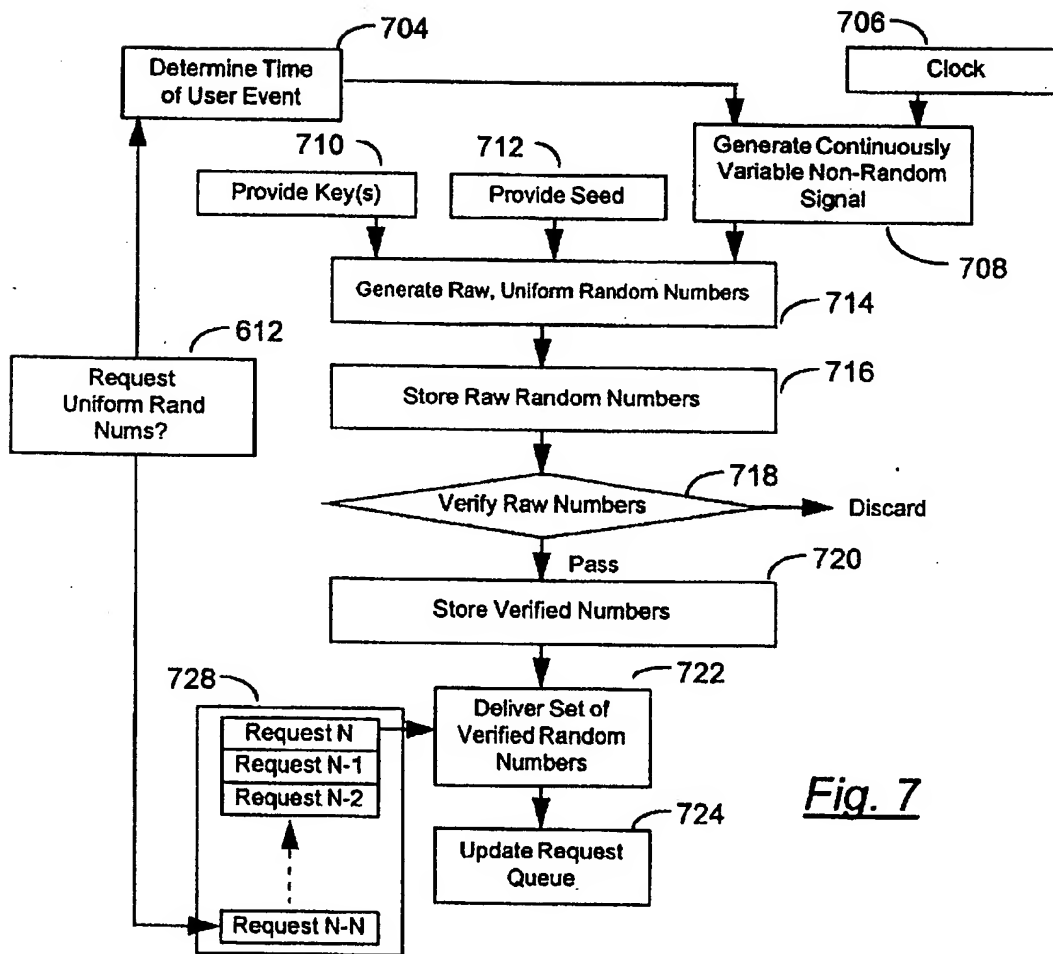 704
706
Determine Time
of User Event
Clock
710
712
Generate Continuously
Variable Non-Random
Signal
Provide Key(s)
Provide Seed
708
Generate Raw, Uniform Random Numbers
714
612
Request
Uniform Rand
Nums?
716
Store Raw Random Numbers
718
Verify Raw Numbers
Discard
Pass
720
Store Verified Numbers
722
728
Deliver Set of
Verified Random
Numbers
Request N
Request N-1
Request N-2
Fig. 7
724
Update Request
Queue
Request N-N